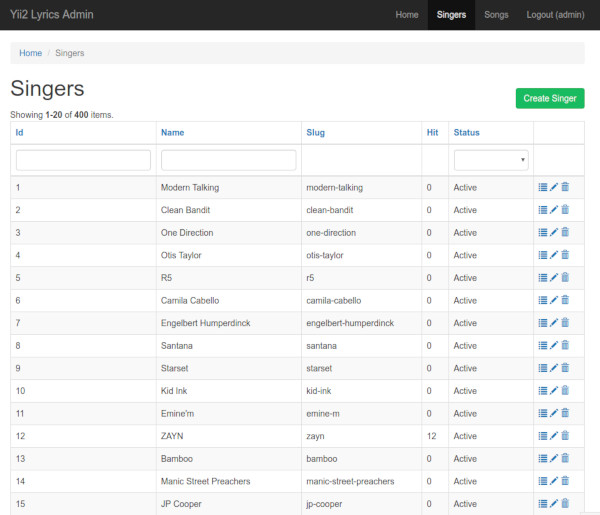 Yii2 Lyrics Admin Home Singers Songs Logout (admin)
Home / Singers
Singers
Create Singer
Showing 1-20 of 400 items.
Id Name Slug Hit Status
1 Modern Talking modern-talking 0 Active
2 Clean Bandit clean-bandit 0 Active
3 One Direction one-direction 0 Active
4 Otis Taylor otis-taylor 0 Active
5 R5 r5 0 Active
6 Camila Cabello camila-cabello 0 Active
7 Engelbert Humperdinck engelbert-humperdinck 0 Active
8 Santana santana 0 Active
9 Starset starset 0 Active
10 Kid Ink kid-ink 0 Active
11 Emine'm emine-m 0 Active
12 ZAYN zayn 12 Active
13 Bamboo bamboo 0 Active
14 Manic Street Preachers manic-street-preachers 0 Active
15 JP Cooper jp-cooper 0 Active